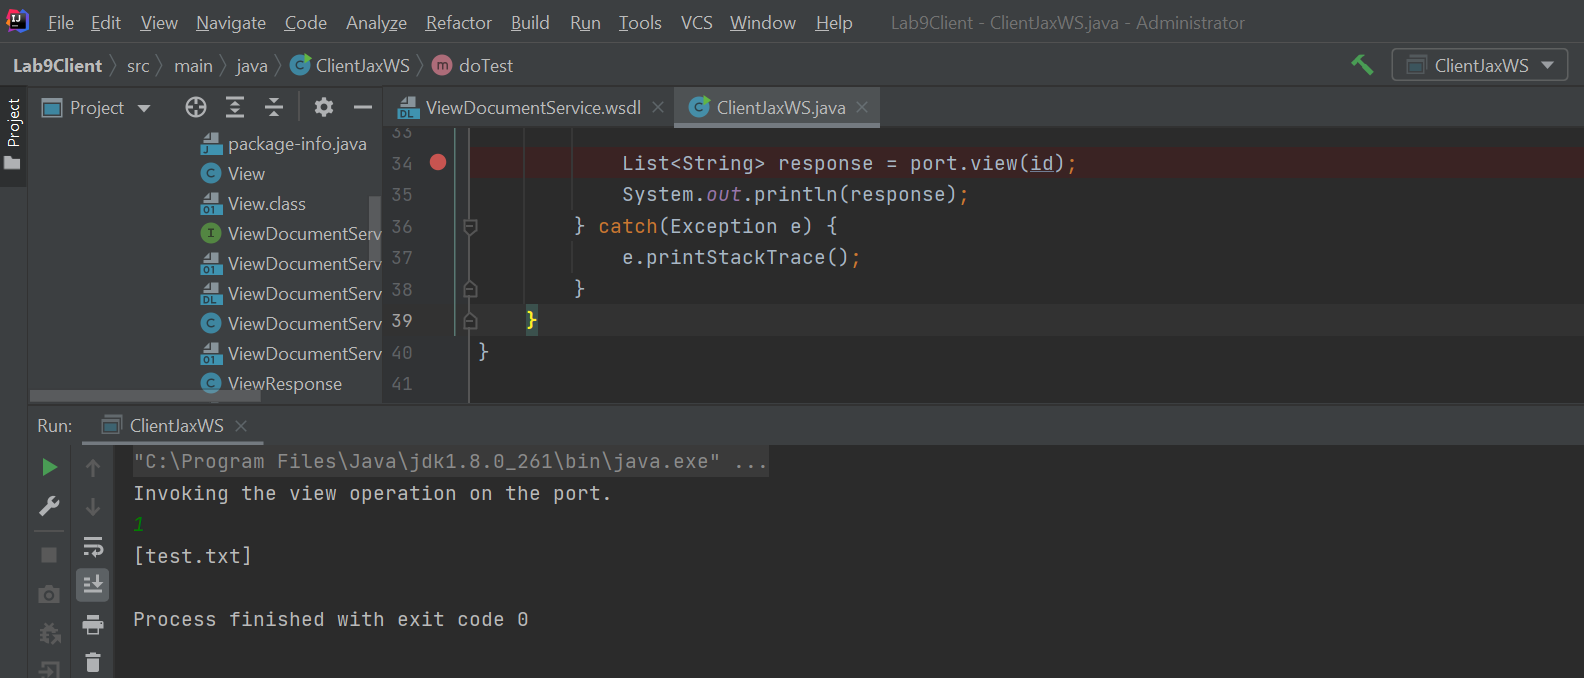 File Edit View Navigate Code Analyze Refactor Build Run Tools VCS Window Help Lab9Client - ClientJaxWS.java - Administrator
Lab9Client src main java ClientJaxWS m doTest ClientJaxWS
Project
Project
ViewDocumentService.wsdl ClientJaxWS.java
package-info.java
View
View.class
ViewDocumentServ
ViewDocumentServ
ViewDocumentServ
ViewDocumentServ
ViewDocumentServ
ViewResponse
33
34 List<String> response = port.view(id);
35 System.out.println(response);
36 } catch(Exception e) {
37 e.printStackTrace();
38 }
39 }
40 }
41
Run: ClientJaxWS
"C:\Program Files\Java\jdk1.8.0_261\bin\java.exe" ...
Invoking the view operation on the port.
1
[test.txt]
Process finished with exit code 0